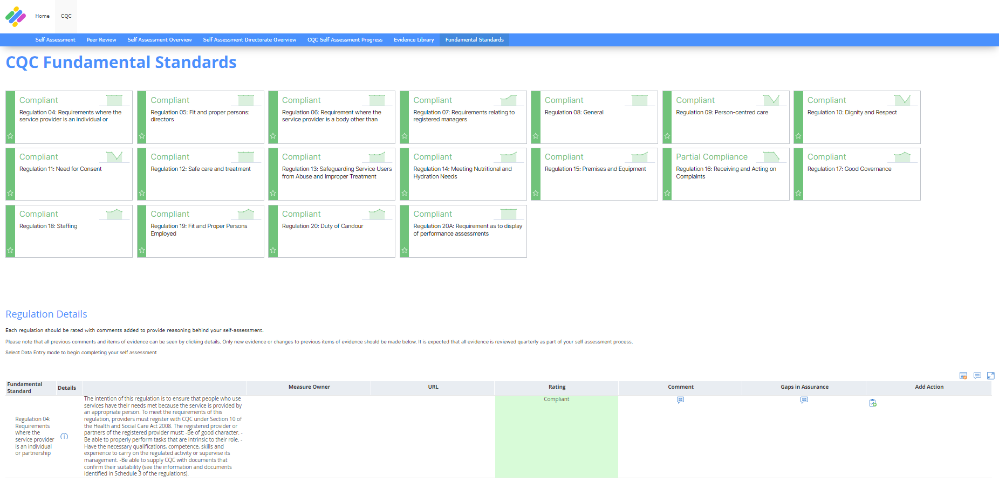 Home
CQC
Self Assessment
Peer Review
Self Assessment Overview
Self Assessment Directorate Overview
CQC Self Assessment Progress
Evidence Library
Fundamental Standards
CQC Fundamental Standards
Compliant
Regulation 04: Requirements where the
service provider is an individual or
Compliant
Regulation 05: Fit and proper persons:
directors
Compliant
Regulation 06: Requirement where the
service provider is a body other than
Compliant
Regulation 07: Requirements relating to
registered managers
Compliant
Regulation 08: General
Compliant
Regulation 09: Person-centred care
Compliant
Regulation 10: Dignity and Respect
Compliant
Regulation 11: Need for Consent
Compliant
Regulation 12: Safe care and treatment
Compliant
Regulation 13: Safeguarding Service Users
from Abuse and Improper Treatment
Compliant
Regulation 14: Meeting Nutritional and
Hydration Needs
Compliant
Regulation 15: Premises and Equipment
Partial Compliance
Regulation 16: Receiving and Acting on
Complaints
Compliant
Regulation 17: Good Governance
Compliant
Regulation 18: Staffing
Compliant
Regulation 19: Fit and Proper Persons
Employed
Compliant
Regulation 20: Duty of Candour
Compliant
Regulation 20A: Requirement as to display
of performance assessments
Regulation Details
Each regulation should be rated with comments added to provide reasoning behind your self-assessment.
Please note that all previous comments and items of evidence can be seen by clicking details. Only new evidence or changes to previous items of evidence should be made below. It is expected that all evidence is reviewed quarterly as part of your self assessment process.
Select Data Entry mode to begin completing your self assessment
Fundamental
Standard
Details
Measure Owner
URL
Rating
Comment
Gaps in Assurance
Add Action
Regulation 04:
Requirements
where the
service provider
is an individual
or partnership
The intention of this regulation is to ensure that people who use
services have their needs met because the service is provided by
an appropriate person. To meet the requirements of this
regulation, providers must register with CQC under Section 10 of
the Health and Social Care Act 2008. The registered provider or
partners of the registered provider must: -Be of good character. -
Be able to properly perform tasks that are intrinsic to their role. -
Have the necessary qualifications, competence, skills and
experience to carry on the regulated activity or supervise its
management. -Be able to supply CQC with documents that
confirm their suitability (see the information and documents
identified in Schedule 3 of the regulations).
Compliant